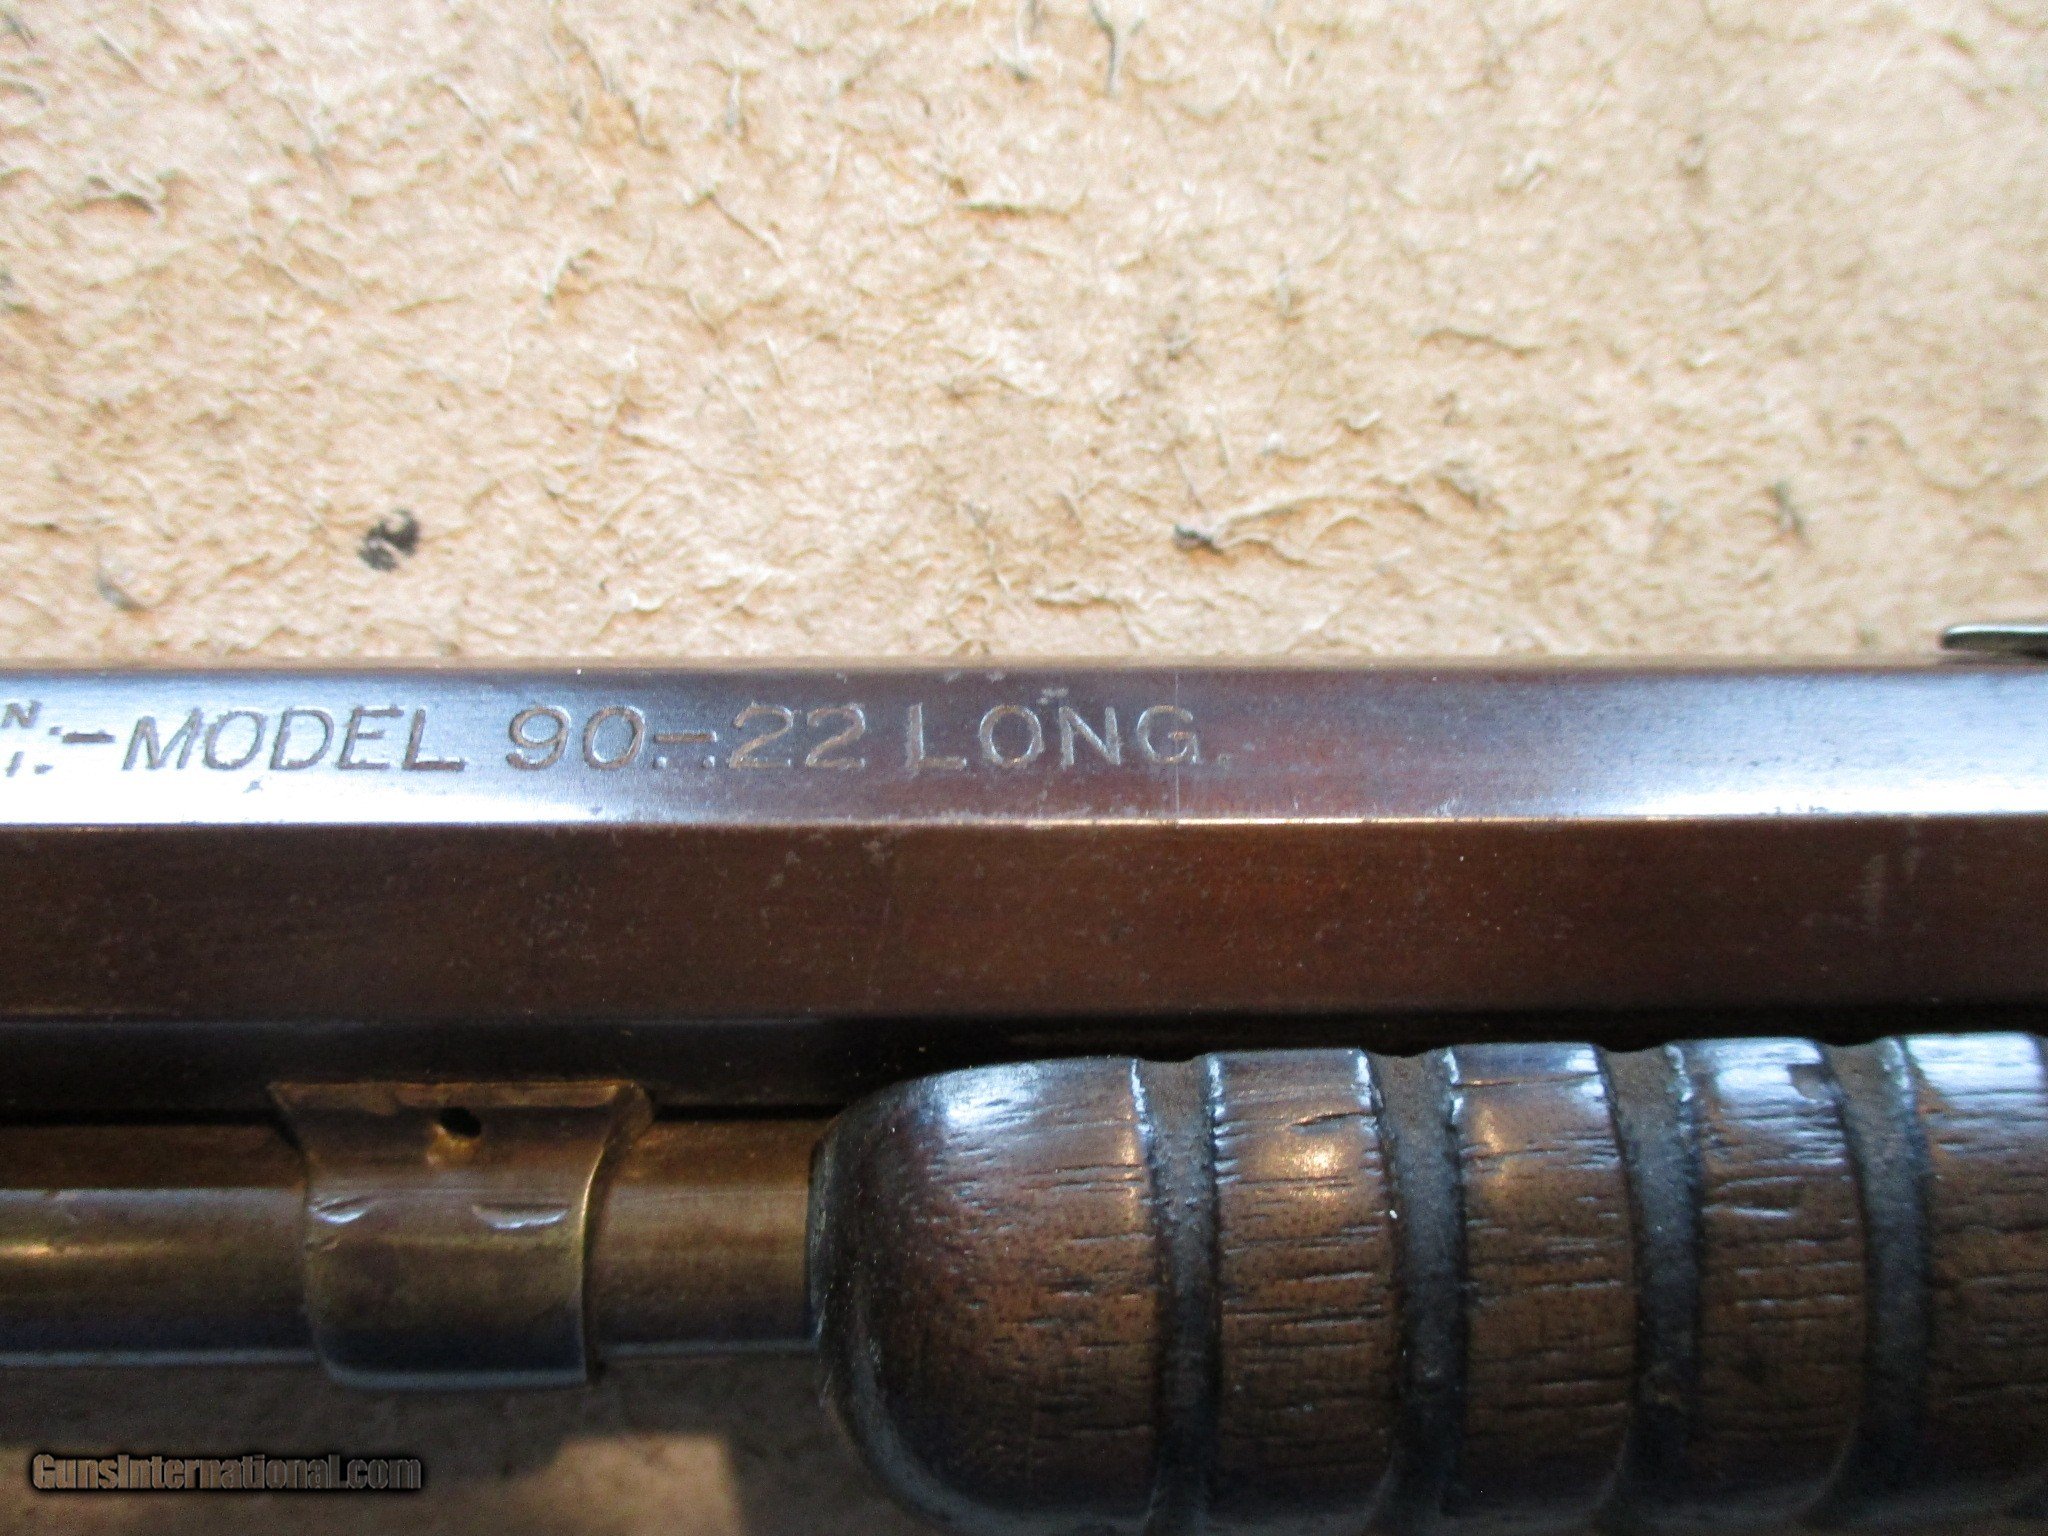 -MODEL 90-.22 LONG.
GunsInternational.com